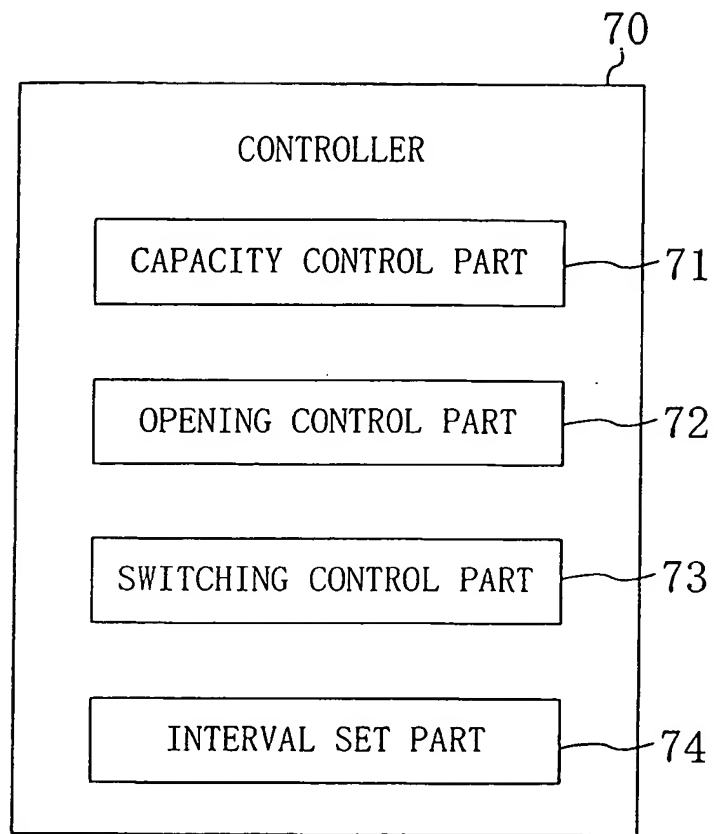 70
CONTROLLER
CAPACITY CONTROL PART
71
OPENING CONTROL PART
72
SWITCHING CONTROL PART
73
INTERVAL SET PART
74